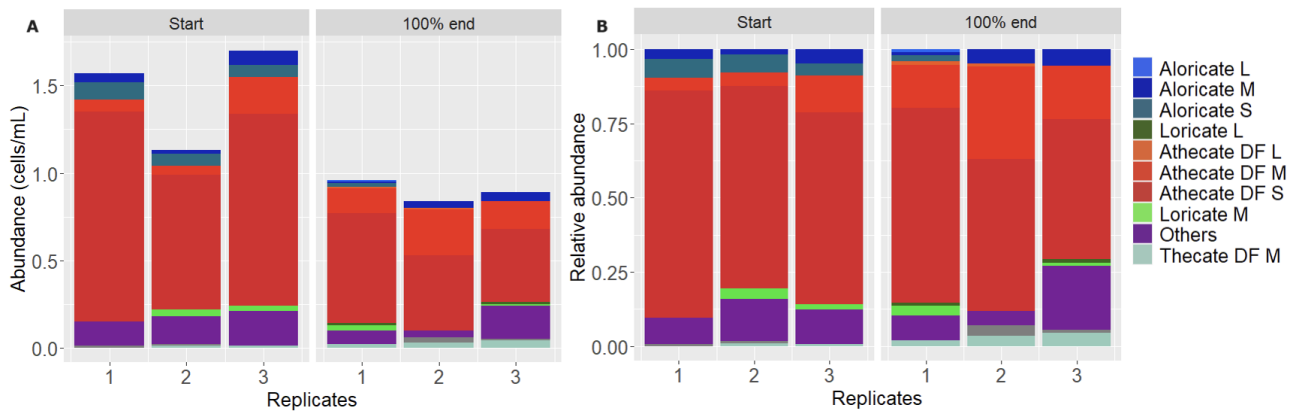 A
Start
100% end
Abundance (cells/mL)
1.5
1.0
0.5
0.0
1
2
3
1
2
3
Replicates
B
Start
100% end
Relative abundance
1.00
0.75
0.50
0.25
0.00
1
2
3
1
2
3
Replicates
Aloricate L
Aloricate M
Aloricate S
Loricate L
Athecate DF L
Athecate DF M
Athecate DF S
Loricate M
Others
Thecate DF M